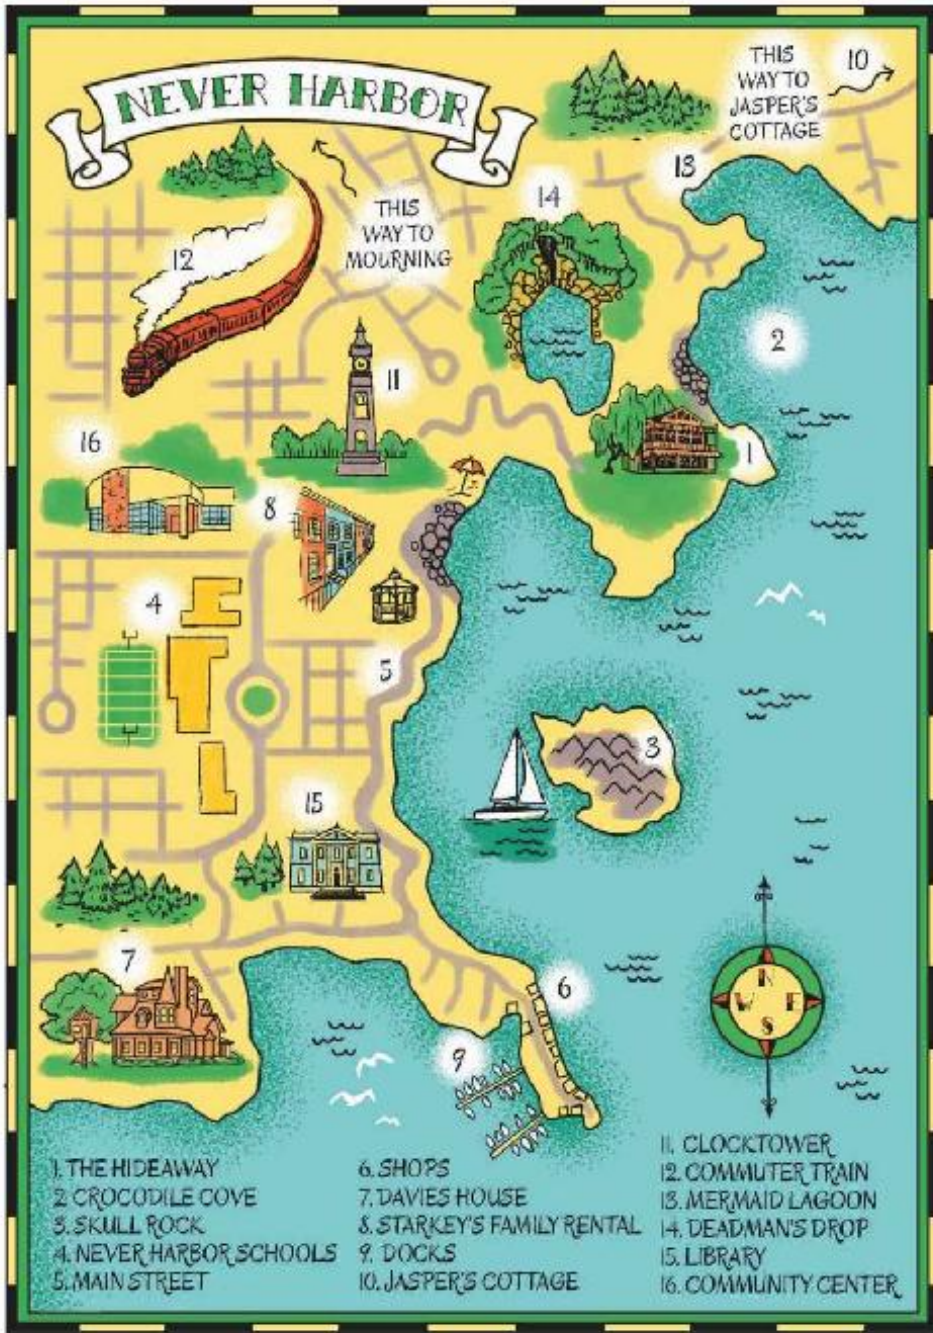 NEVER HARBOR
THIS
WAY TO
JASPER'S
COTTAGE
10
13
14
THIS
WAY TO
MOURNING
12
2
11
16
1
8
4
5
3
15
7
6
9
N
W E
S
1. THE HIDEAWAY
2 CROCODILE COVE
3. SKULL ROCK
4. NEVER HARBOR SCHOOLS
5. MAIN STREET
6. SHOPS
7. DAVIES HOUSE
8. STARKEY'S FAMILY RENTAL
9. DOCKS
10. JASPER'S COTTAGE
11. CLOCKTOWER
12. COMMUTER TRAIN
13. MERMAID LAGOON
14. DEADMAN'S DROP
15. LIBRARY
16. COMMUNITY CENTER